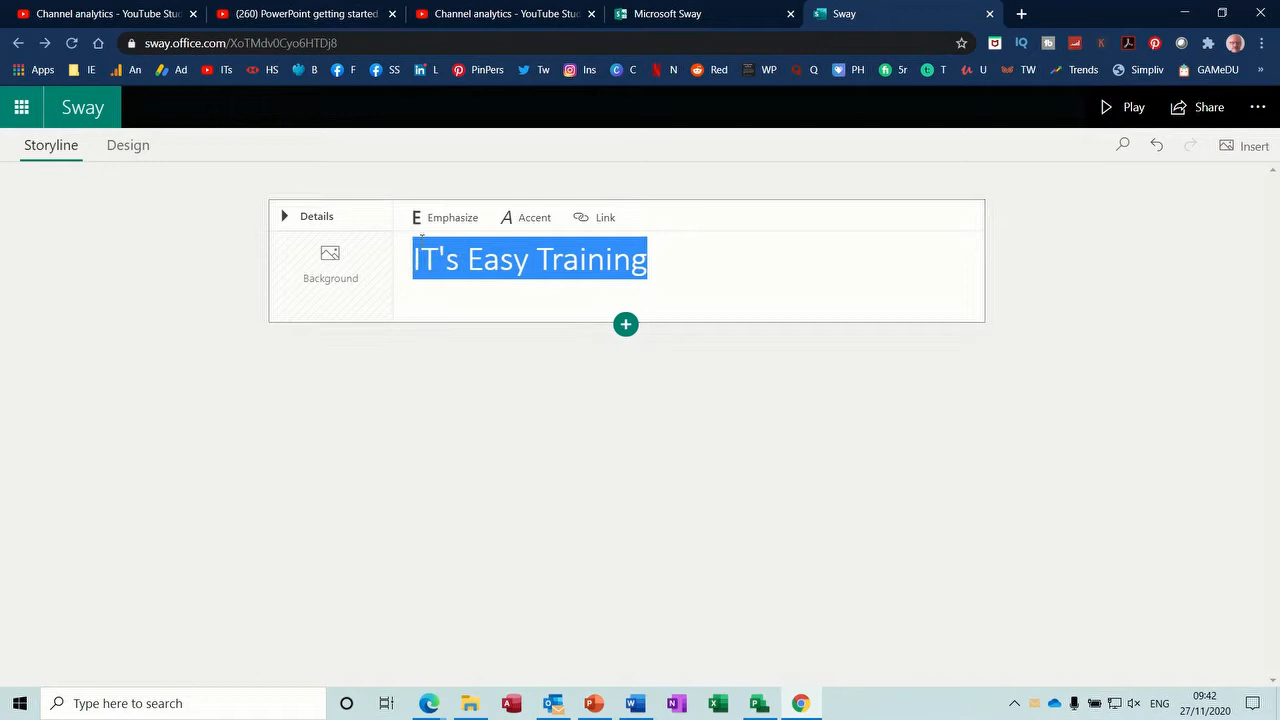 Channel analytics - YouTube Stud
(260) PowerPoint getting started
Channel analytics - YouTube Stud
Microsoft Sway
Sway
sway.office.com/XoTMdv0Cyo6HTDj8
Apps
IE
An
Ad
ITs
HS
B
F
SS
L
PinPers
Tw
Ins
C
N
Red
WP
Q
PH
5r
T
U
TW
Trends
Simpliv
GAMeDU
»
Sway
Play
Share
Storyline
Design
Insert
Details
E Emphasize
A Accent
Link
Background
IT's Easy Training
Type here to search
ENG
09:42
27/11/2020